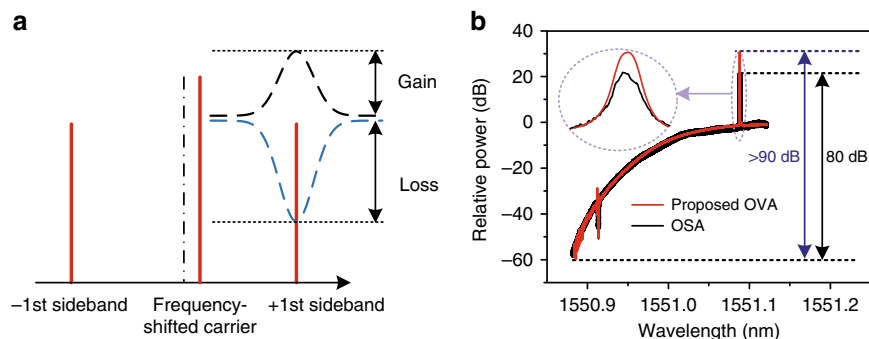 a
Gain
Loss
–1st sideband
Frequency-
shifted carrier
+1st sideband
b
Relative power (dB)
40
20
0
–20
–40
–60
>90 dB
80 dB
Proposed OVA
OSA
1550.9
1551.0
1551.1
1551.2
Wavelength (nm)